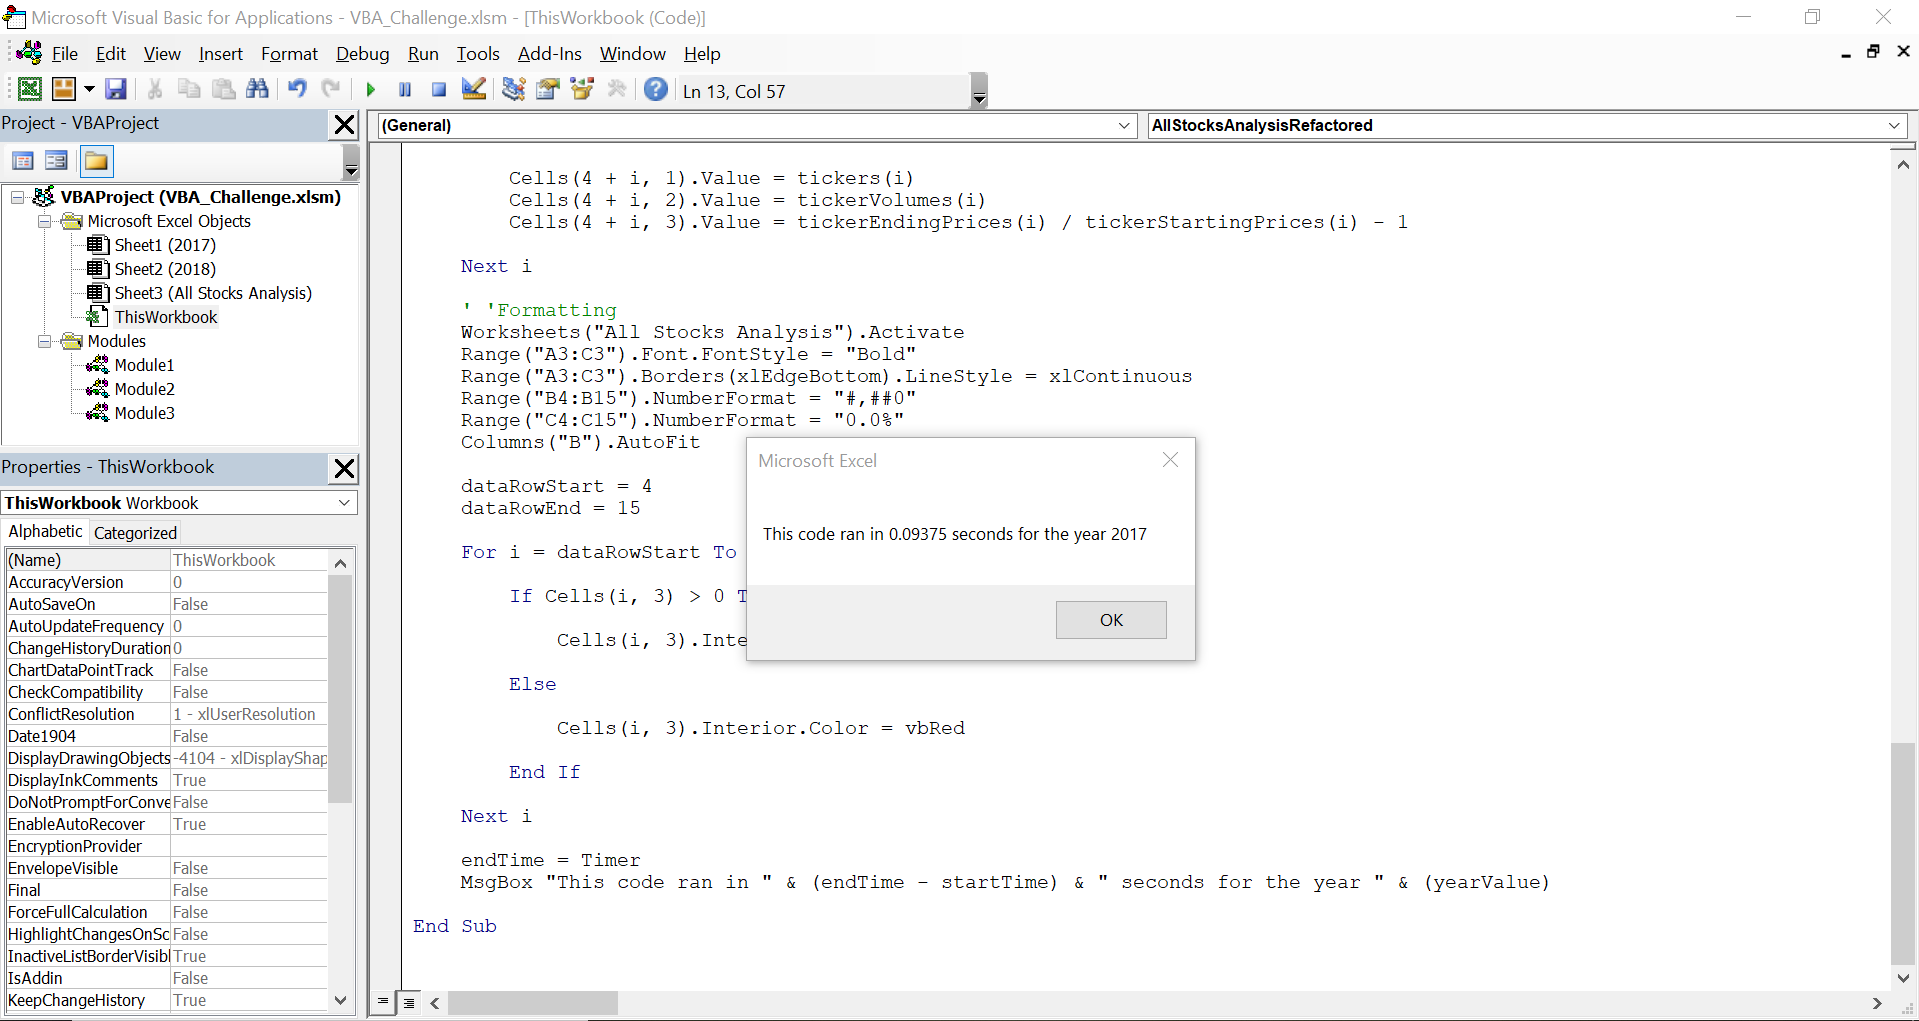 Microsoft Visual Basic for Applications - VBA_Challenge.xlsm - [ThisWorkbook (Code)]
File Edit View Insert Format Debug Run Tools Add-Ins Window Help
Ln 13, Col 57
Project - VBAProject
VBAProject (VBA_Challenge.xlsm)
Microsoft Excel Objects
Sheet1 (2017)
Sheet2 (2018)
Sheet3 (All Stocks Analysis)
ThisWorkbook
Modules
Module1
Module2
Module3
Properties - ThisWorkbook
ThisWorkbook Workbook
Alphabetic Categorized
(Name) ThisWorkbook
AccuracyVersion 0
AutoSaveOn False
AutoUpdateFrequency 0
ChangeHistoryDuration 0
ChartDataPointTrack False
CheckCompatibility False
ConflictResolution 1 - xlUserResolution
Date1904 False
DisplayDrawingObjects -4104 - xlDisplayShap
DisplayInkComments True
DoNotPromptForConve False
EnableAutoRecover True
EncryptionProvider
EnvelopeVisible False
Final False
ForceFullCalculation False
HighlightChangesOnSc False
InactiveListBorderVisibl True
IsAddin False
KeepChangeHistory True
(General)
AllStocksAnalysisRefactored
Cells(4 + i, 1).Value = tickers(i)
Cells(4 + i, 2).Value = tickerVolumes(i)
Cells(4 + i, 3).Value = tickerEndingPrices(i) / tickerStartingPrices(i) - 1
Next i
' 'Formatting
Worksheets("All Stocks Analysis").Activate
Range("A3:C3").Font.FontStyle = "Bold"
Range("A3:C3").Borders(xlEdgeBottom).LineStyle = xlContinuous
Range("B4:B15").NumberFormat = "#,##0"
Range("C4:C15").NumberFormat = "0.0%"
Columns("B").AutoFit
dataRowStart = 4
dataRowEnd = 15
For i = dataRowStart To
If Cells(i, 3) > 0 T
Cells(i, 3).Inte
Else
Cells(i, 3).Interior.Color = vbRed
End If
Next i
endTime = Timer
MsgBox "This code ran in " & (endTime - startTime) & " seconds for the year " & (yearValue)
End Sub
Microsoft Excel
This code ran in 0.09375 seconds for the year 2017
OK